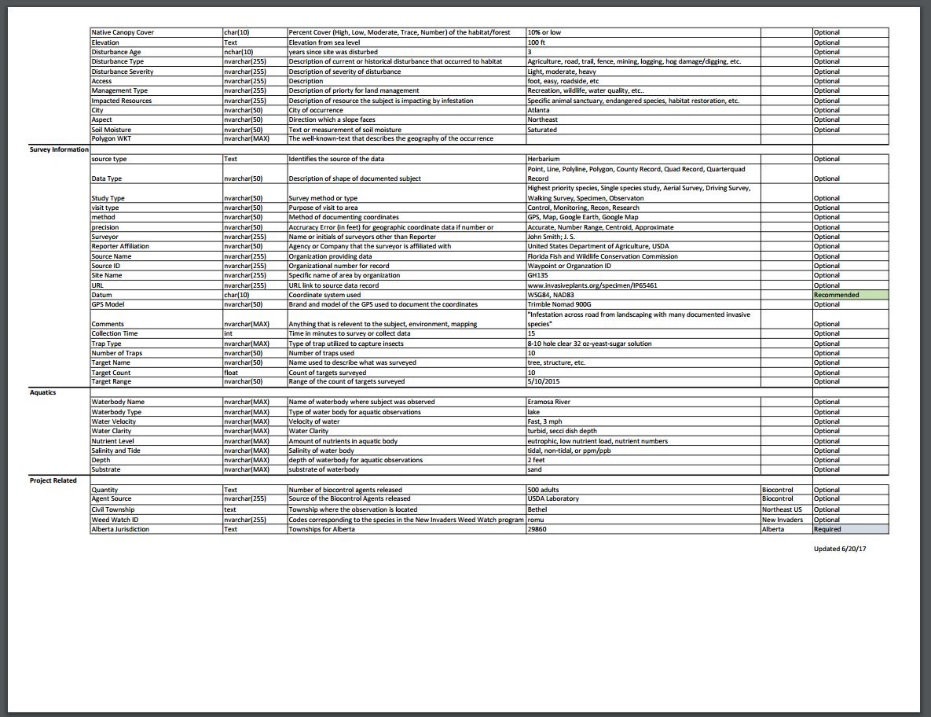 Native Canopy Cover char(10) Percent Cover (High, Low, Moderate, Trace, Number) of the habitat/forest 10% or low Optional
Elevation Text Elevation from sea level 100 ft Optional
Disturbance Age nchar(10) years since site was disturbed 3 Optional
Disturbance Type nvarchar(255) Description of current or historical disturbance that occurred to habitat Agriculture, road, trail, fence, mining, logging, hog damage/digging, etc. Optional
Disturbance Severity nvarchar(255) Description of severity of disturbance Light, moderate, heavy Optional
Access nvarchar(255) Description foot, easy, roadside, etc Optional
Management Type nvarchar(255) Description of priorty for land management Recreation, wildlife, water quality, etc.. Optional
Impacted Resources nvarchar(255) Description of resource the subject is impacting by infestation Specific animal sanctuary, endangered species, habitat restoration, etc. Optional
City nvarchar(50) City of occurrence Atlanta Optional
Aspect nvarchar(50) Direction which a slope faces Northeast Optional
Soil Moisture nvarchar(50) Text or measurement of soil moisture Saturated Optional
Polygon WKT nvarchar(MAX) The well-known-text that describes the geography of the occurrence
Survey Information
source type Text Identifies the source of the data Herbarium Optional
Point, Line, Polyline, Polygon, County Record, Quad Record, Quarterquad
Data Type nvarchar(50) Description of shape of documented subject Record Optional
Highest priority species, Single species study, Aerial Survey, Driving Survey,
Study Type nvarchar(50) Survey method or type Walking Survey, Specimen, Observaton Optional
visit type nvarchar(50) Purpose of visit to area Control, Monitoring, Recon, Research Optional
method nvarchar(50) Method of documenting coordinates GPS, Map, Google Earth, Google Map Optional
precision nvarchar(50) Accruracy Error (in feet) for geographic coordinate data if number or Accurate, Number Range, Centroid, Approximate Optional
Surveyor nvarchar(255) Name or initials of surveyors other than Reporter John Smith; J. S. Optional
Reporter Affiliation nvarchar(50) Agency or Company that the surveyor is affiliated with United States Department of Agriculture, USDA Optional
Source Name nvarchar(255) Organization providing data Florida Fish and Wildlife Conservation Commission Optional
Source ID nvarchar(255) Organizational number for record Waypoint or Organzation ID Optional
Site Name nvarchar(255) Specific name of area by organization GH135 Optional
URL nvarchar(255) URL link to source data record www.invasiveplants.org/specimen/IP65461 Optional
Datum char(10) Coordinate system used WSG84, NAD83 Recommended
GPS Model nvarchar(50) Brand and model of the GPS used to document the coordinates Trimble Nomad 900G Optional
"Infestation across road from landscaping with many documented invasive
Comments nvarchar(MAX) Anything that is relevent to the subject, environment, mapping species" Optional
Collection Time int Time in minutes to survey or collect data 15 Optional
Trap Type nvarchar(MAX) Type of trap utilized to capture insects 8-10 hole clear 32 oz-yeast-sugar solution Optional
Number of Traps nvarchar(50) Number of traps used 10 Optional
Target Name nvarchar(50) Name used to describe what was surveyed tree, structure, etc. Optional
Target Count float Count of targets surveyed 10 Optional
Target Range nvarchar(50) Range of the count of targets surveyed 5/10/2015 Optional
Aquatics
Waterbody Name nvarchar(MAX) Name of waterbody where subject was observed Eramosa River Optional
Waterbody Type nvarchar(MAX) Type of water body for aquatic observations lake Optional
Water Velocity nvarchar(MAX) Velocity of water Fast, 3 mph Optional
Water Clarity nvarchar(MAX) Water Clarity turbid, secci dish depth Optional
Nutrient Level nvarchar(MAX) Amount of nutrients in aquatic body eutrophic, low nutrient load, nutrient numbers Optional
Salinity and Tide nvarchar(MAX) Salinity of water body tidal, non-tidal, or ppm/ppb Optional
Depth nvarchar(MAX) depth of waterbody for aquatic observations 2 feet Optional
Substrate nvarchar(MAX) substrate of waterbody sand Optional
Project Related
Quantity Text Number of biocontrol agents released 500 adults Biocontrol Optional
Agent Source nvarchar(255) Source of the Biocontrol Agents released USDA Laboratory Biocontrol Optional
Civil Township text Township where the observation is located Bethel Northeast US Optional
Weed Watch ID nvarchar(255) Codes corresponding to the species in the New Invaders Weed Watch program romu New Invaders Optional
Alberta Jurisdiction Text Townships for Alberta 29860 Alberta Required
Updated 6/20/17